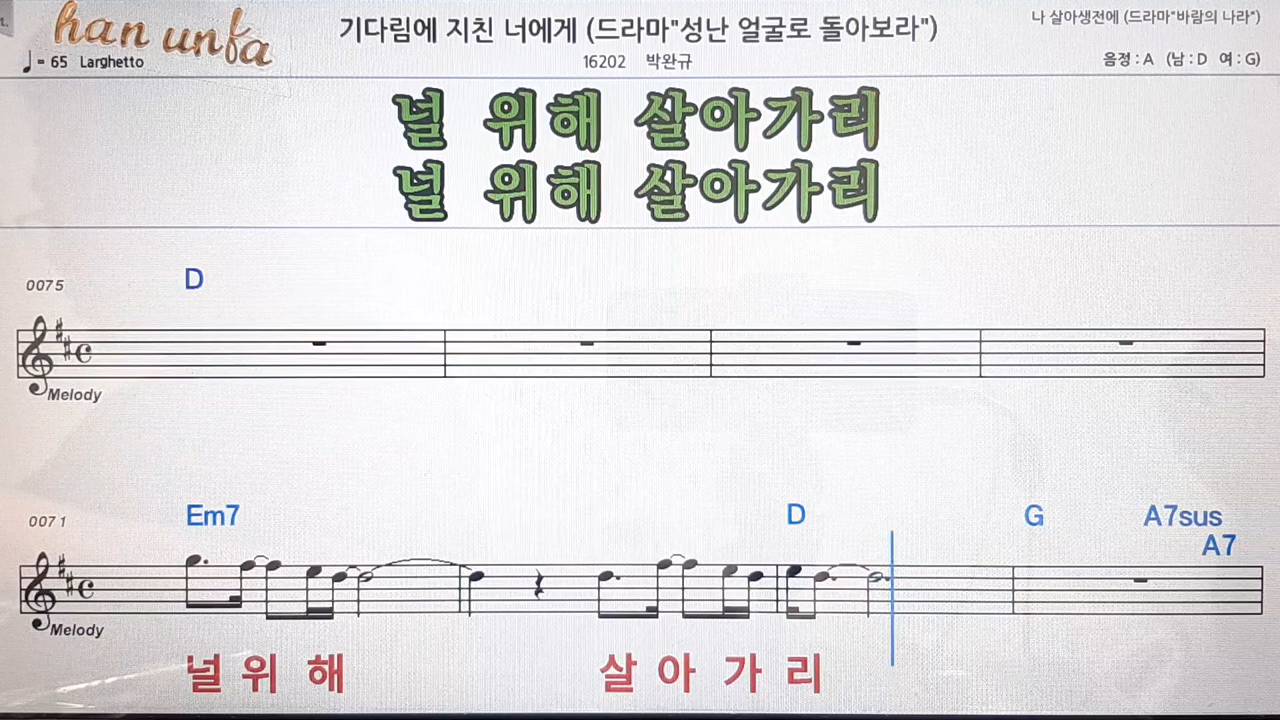 han unfa
기다림에 지친 너에게 (드라마"성난 얼굴로 돌아보라")
나 살아생전에 (드라마"바람의 나라")
♩= 65 Larghetto
16202 박완규
음정 : A (남 : D 여 : G)
널 위해 살아가리
널 위해 살아가리
0075
D
Melody
0071
Em7 D G A7sus
A7
Melody
널 위 해 살 아 가 리